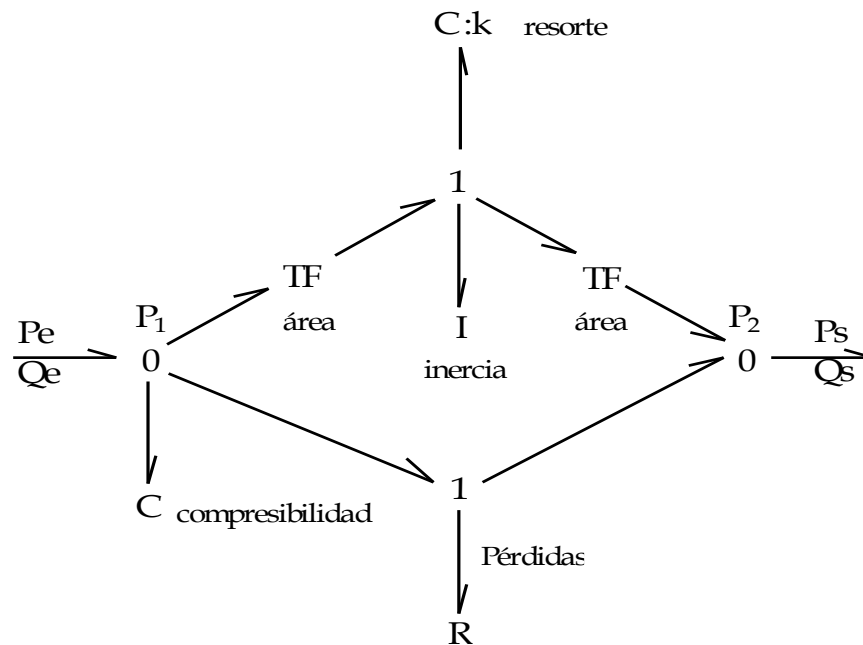 C:k resorte
1
TF
área
TF
área
I
inercia
Pe
Qe
P₁
0
P₂
0
Ps
Qs
C compresibilidad
1
Pérdidas
R